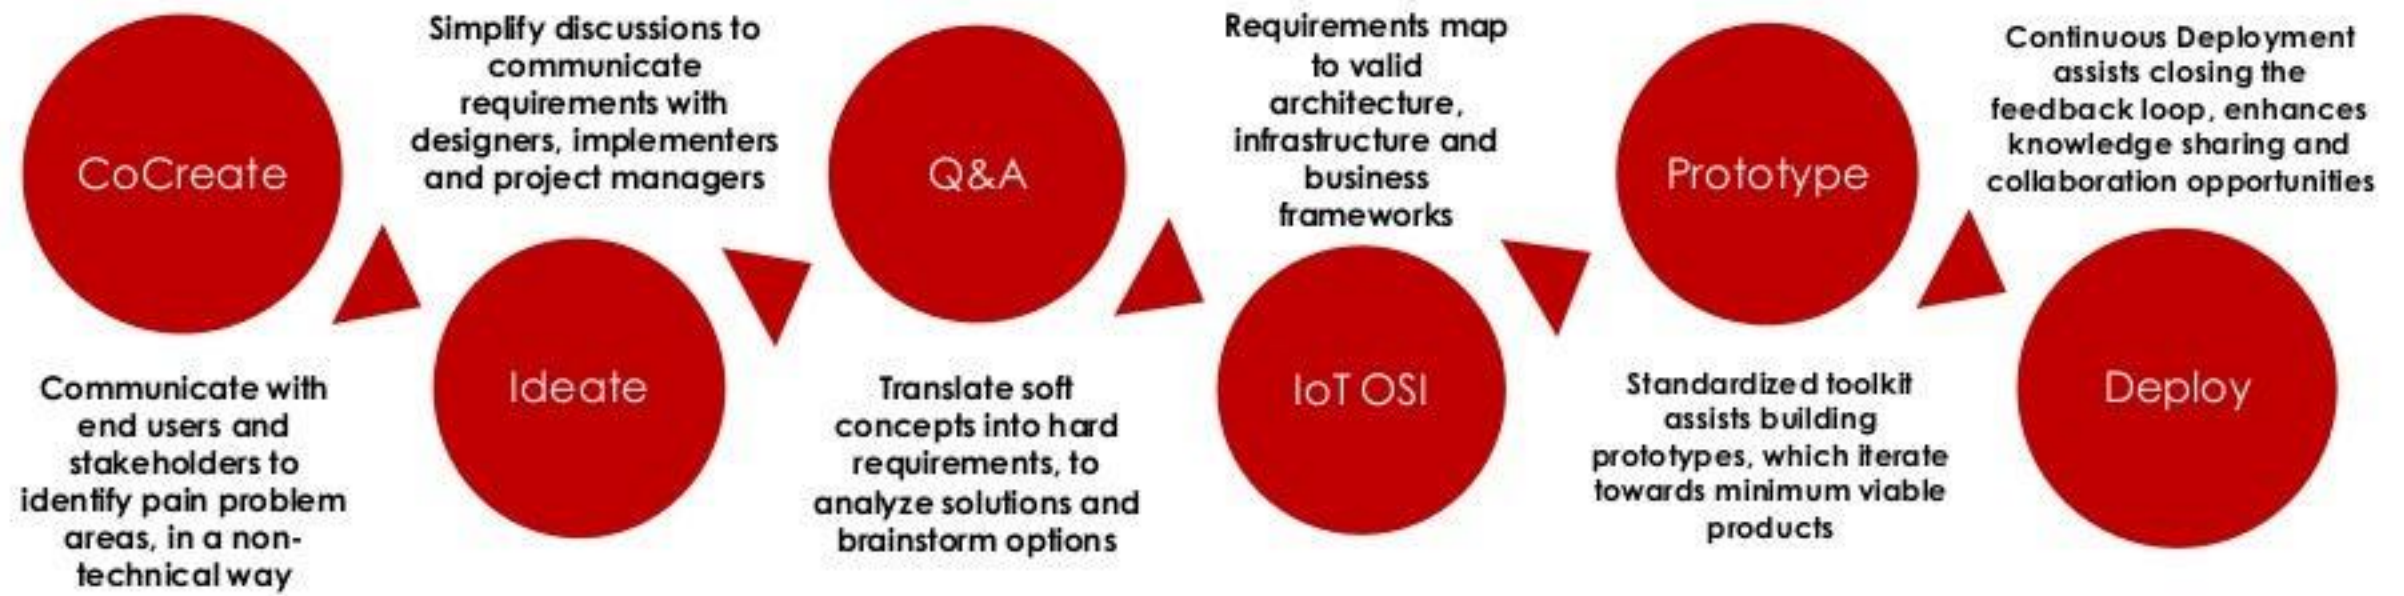 CoCreate
Communicate with
end users and
stakeholders to
identify pain problem
areas, in a non-
technical way
Simplify discussions to
communicate
requirements with
designers, implementers
and project managers
Ideate
Q&A
Translate soft
concepts into hard
requirements, to
analyze solutions and
brainstorm options
Requirements map
to valid
architecture,
infrastructure and
business
frameworks
IoT OSI
Prototype
Standardized toolkit
assists building
prototypes, which iterate
towards minimum viable
products
Continuous Deployment
assists closing the
feedback loop, enhances
knowledge sharing and
collaboration opportunities
Deploy